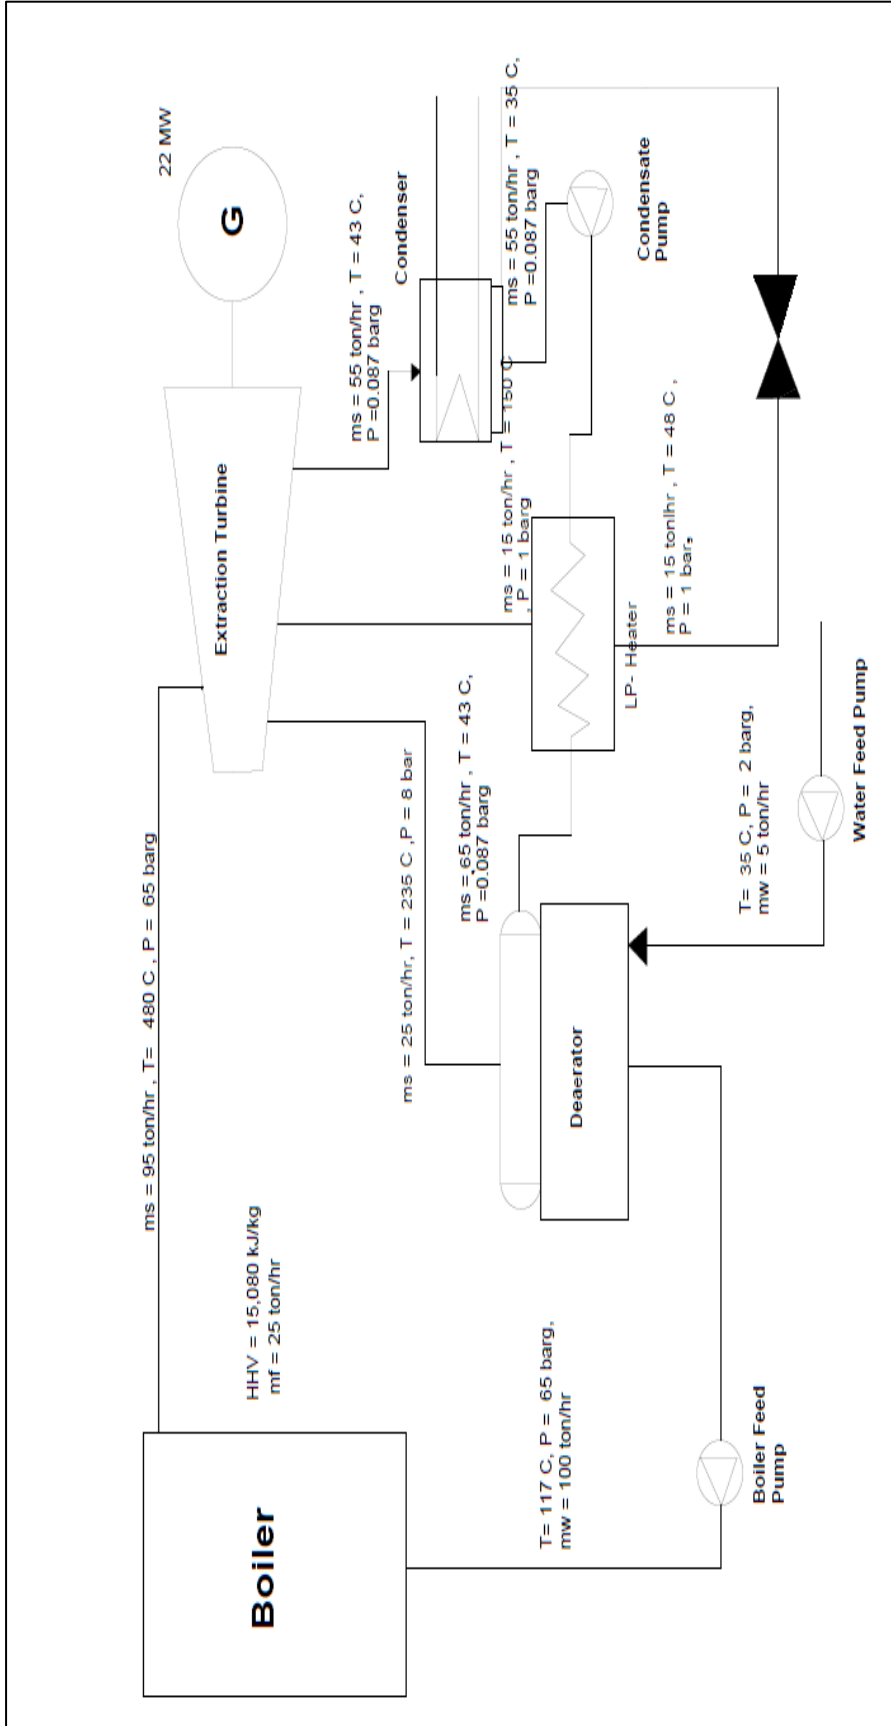 22 MW
G
Extraction Turbine
ms = 55 ton/hr , T = 43 C,
P =0.087 barg
Condenser
ms = 55 ton/hr , T = 35 C,
P =0.087 barg
Condensate
Pump
ms = 15 ton/hr , T = 150 C
, P = 1 barg
LP- Heater
ms = 15 ton/hr , T = 48 C ,
P = 1 bar,
ms = 95 ton/hr , T= 480 C , P = 65 barg
ms = 25 ton/hr, T = 235 C ,P = 8 bar
ms = 65 ton/hr , T = 43 C,
P =0.087 barg
T= 35 C, P = 2 barg,
mw = 5 ton/hr
Water Feed Pump
Deaerator
HHV = 15,080 kJ/kg
mf = 25 ton/hr
Boiler
T= 117 C, P = 65 barg,
mw = 100 ton/hr
Boiler Feed
Pump